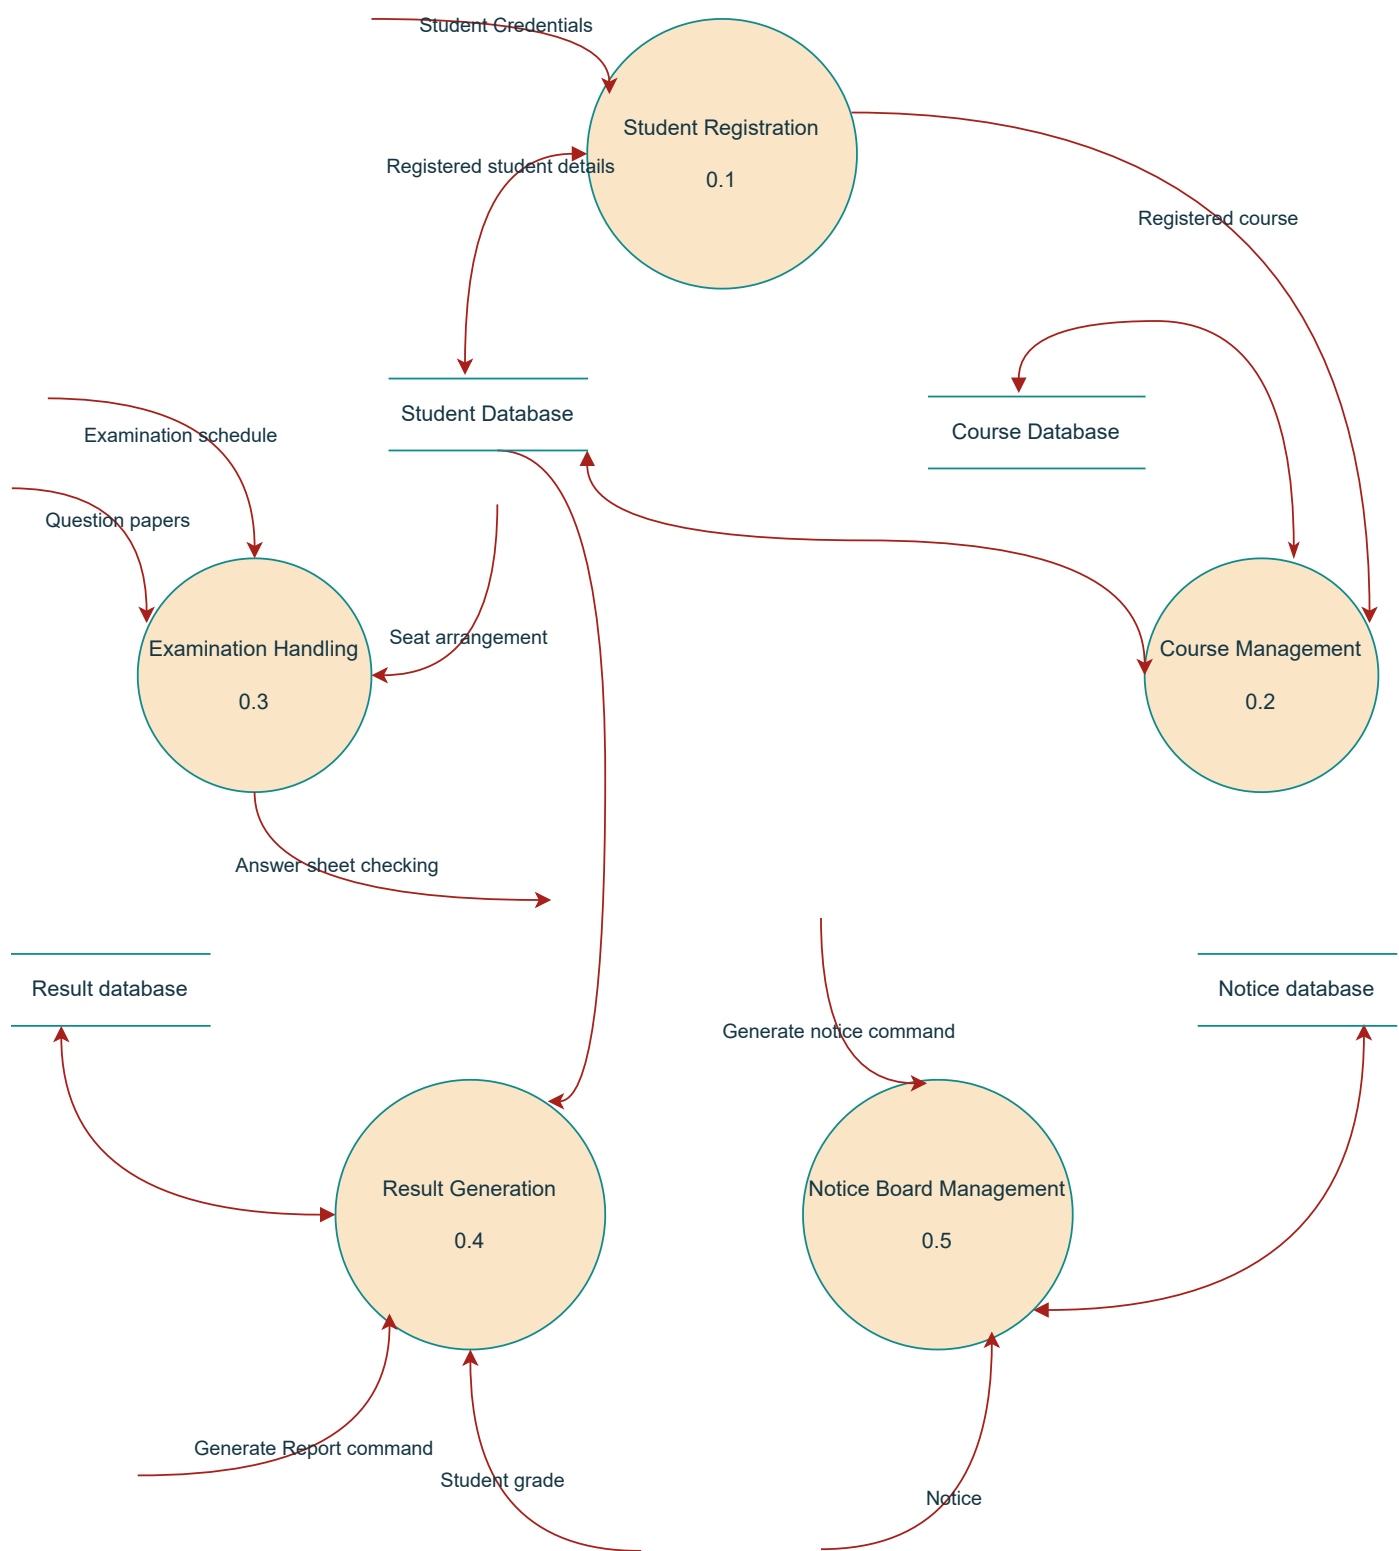 Student Credentials
Student Registration
0.1
Registered student details
Registered course
Student Database
Course Database
Examination schedule
Question papers
Seat arrangement
Examination Handling
0.3
Course Management
0.2
Answer sheet checking
Result database
Notice database
Generate notice command
Result Generation
0.4
Notice Board Management
0.5
Generate Report command
Student grade
Notice